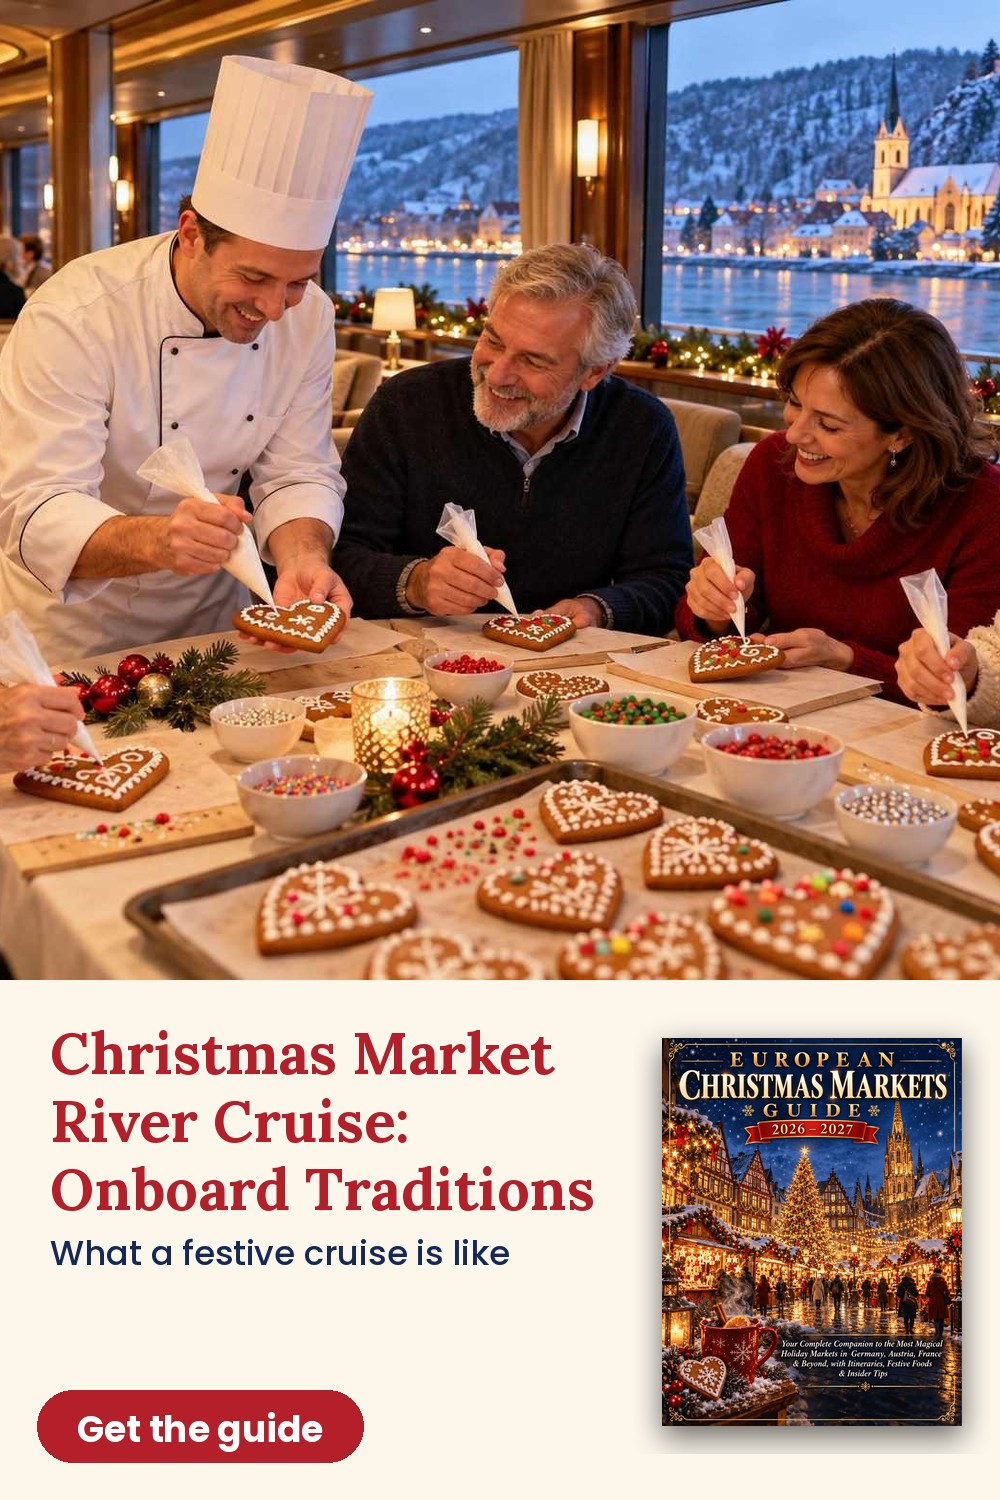 Christmas Market
River Cruise:
Onboard Traditions
What a festive cruise is like
Get the guide
EUROPEAN
CHRISTMAS MARKETS
GUIDE
2026 – 2027
Your Complete Companion to the Most Magical
Holiday Markets in Germany, Austria, France
& Beyond, with Itineraries, Festive Foods
& Insider Tips